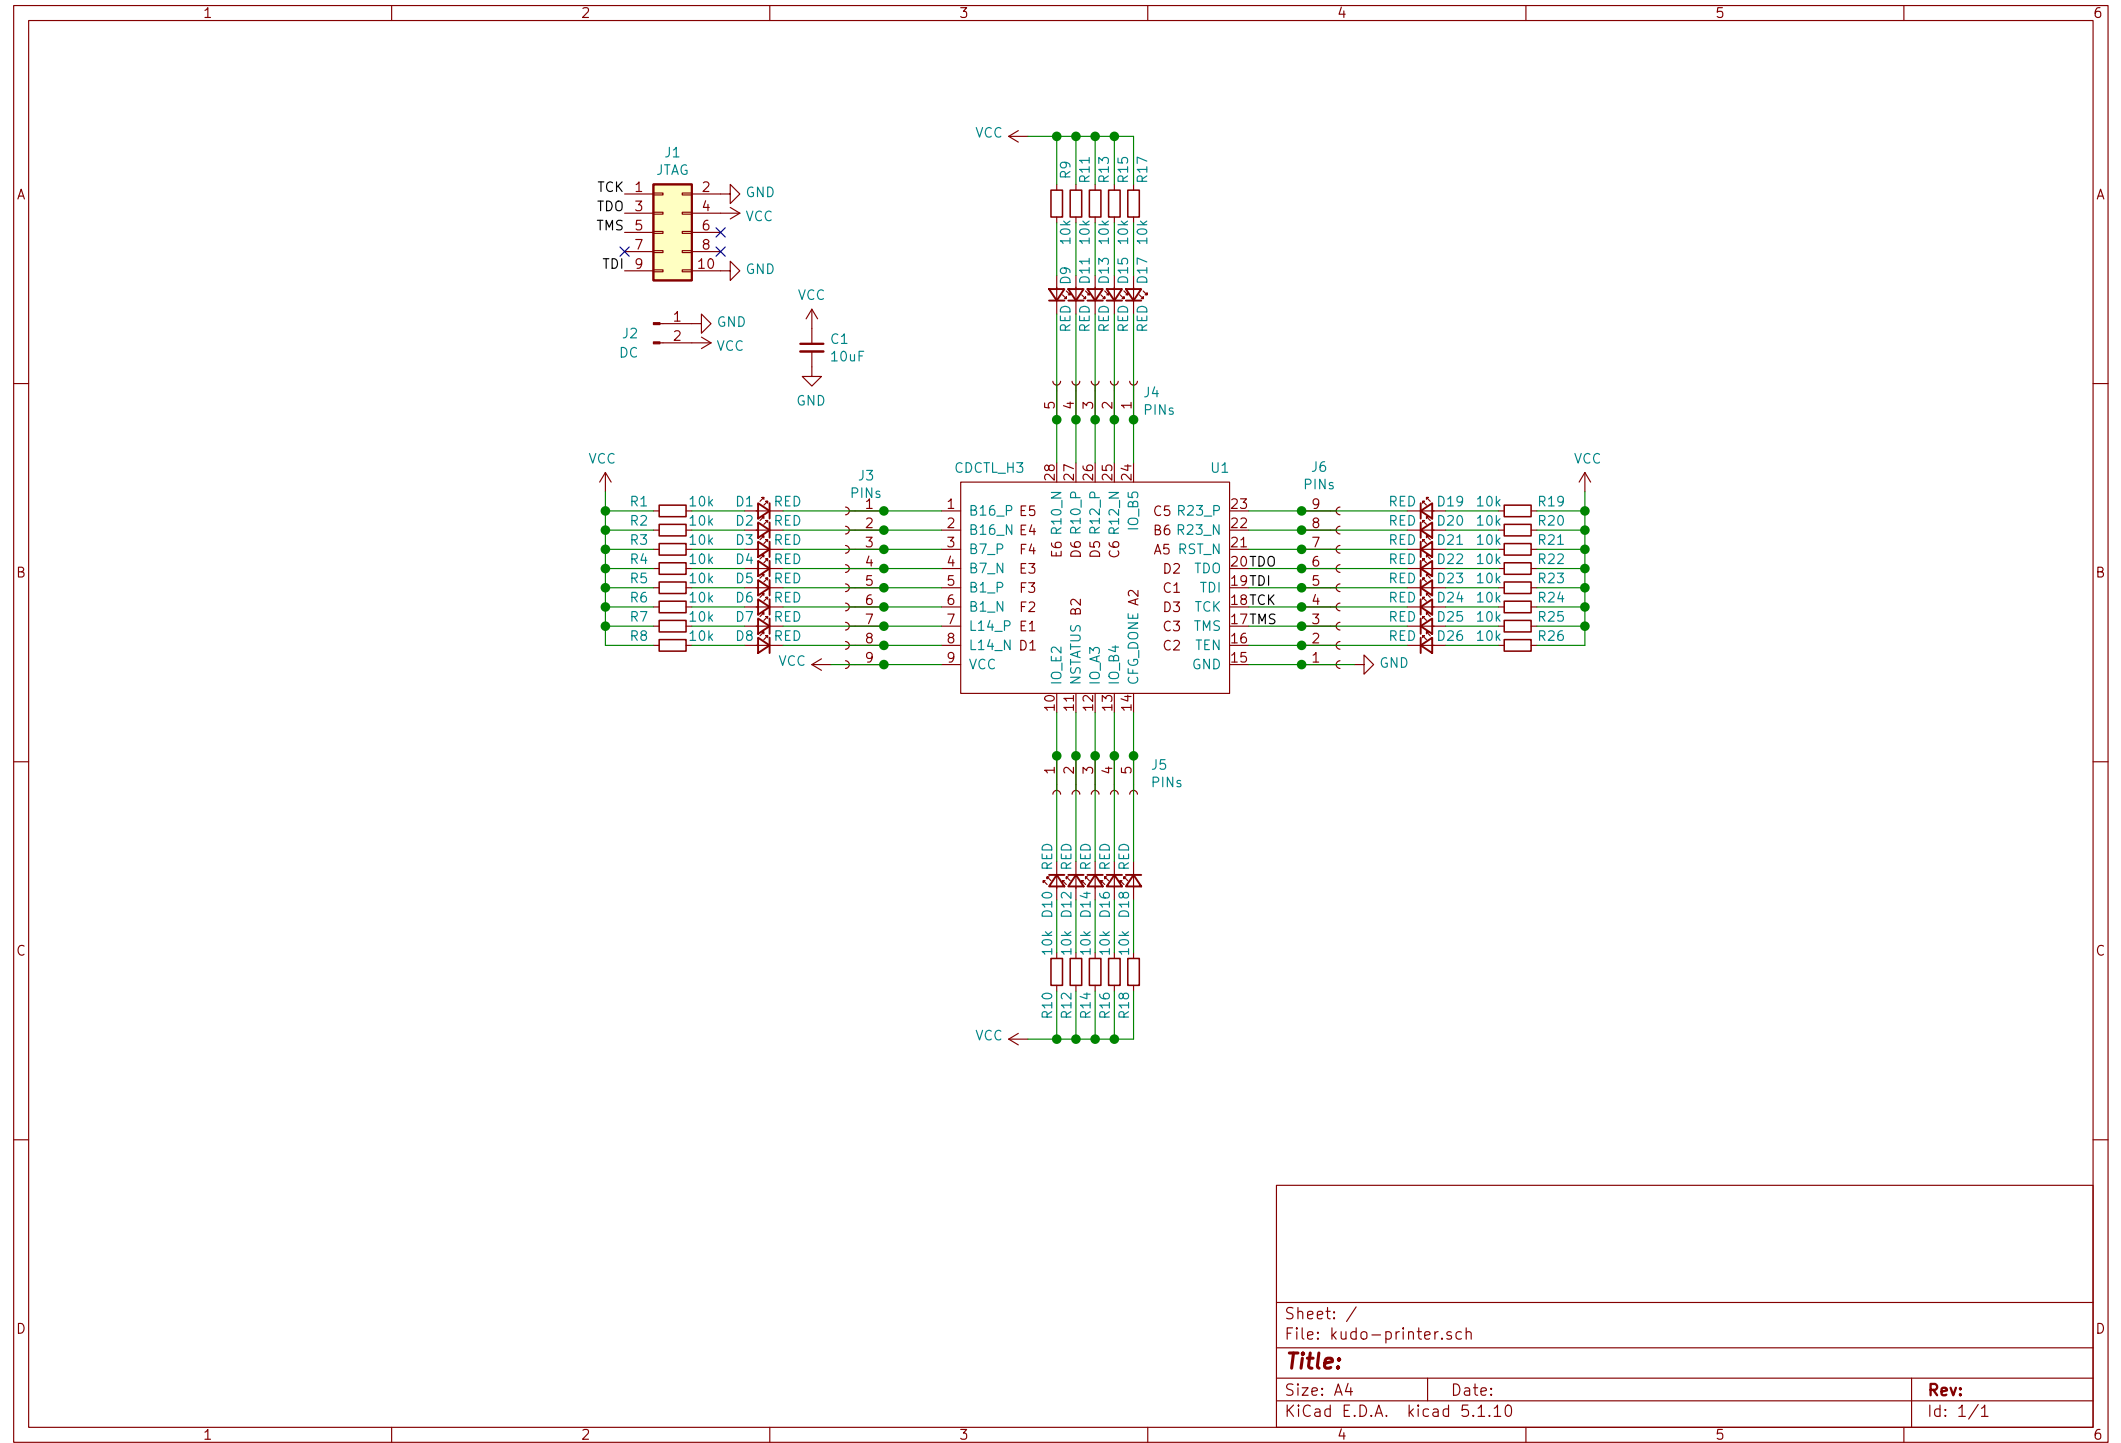 1 2 3 4 5 6
A A
B B
C C
D D
J1
JTAG
TCK 1 2 GND
TDO 3 4 VCC
TMS 5 6
7 8
TDI 9 10 GND
J2
DC
1 GND
2 VCC
VCC
C1
10uF
GND
VCC
R9 R11 R13 R15 R17
10k 10k 10k 10k 10k
D9 D11 D13 D15 D17
RED RED RED RED RED
5 4 3 2 1
J4
PINs
28 27 26 25 24
CDCTL_H3 U1
R10_N R10_P R12_P R12_N IO_B5
E6 D6 D5 C6
VCC
J3
PINs
R1 10k D1 RED 1 1 B16_P E5
R2 10k D2 RED 2 2 B16_N E4
R3 10k D3 RED 3 3 B7_P F4
R4 10k D4 RED 4 4 B7_N E3
R5 10k D5 RED 5 5 B1_P F3
R6 10k D6 RED 6 6 B1_N F2
R7 10k D7 RED 7 7 L14_P E1
R8 10k D8 RED 8 8 L14_N D1
VCC 9 9 VCC
J6
PINs
VCC
C5 R23_P 23 9 RED D19 10k R19
B6 R23_N 22 8 RED D20 10k R20
A5 RST_N 21 7 RED D21 10k R21
D2 TDO 20 TDO 6 RED D22 10k R22
C1 TDI 19 TDI 5 RED D23 10k R23
D3 TCK 18 TCK 4 RED D24 10k R24
C3 TMS 17 TMS 3 RED D25 10k R25
C2 TEN 16 2 RED D26 10k R26
GND 15 1 GND
B2 A2
IO_E2 NSTATUS IO_A3 IO_B4 CFG_DONE
10 11 12 13 14
1 2 3 4 5
J5
PINs
RED RED RED RED RED
D10 D12 D14 D16 D18
10k 10k 10k 10k 10k
R10 R12 R14 R16 R18
VCC
Sheet: /
File: kudo-printer.sch
Title:
Size: A4 Date: Rev:
KiCad E.D.A. kicad 5.1.10 Id: 1/1
1 2 3 4 5 6